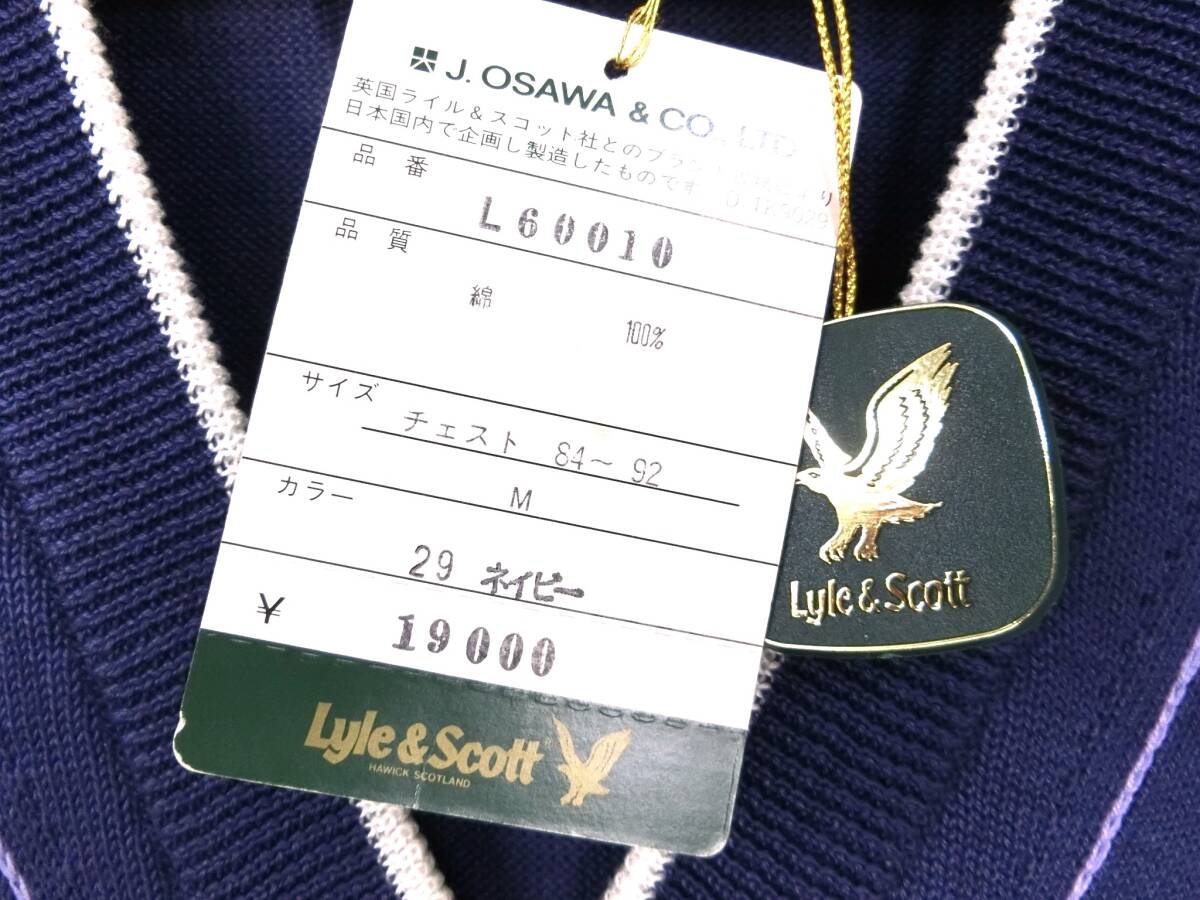 J. OSAWA & CO., LTD
英国ライル&スコット社とのブランド
日本国内で企画し製造したものです
品 番
L60010
品 質
綿
100%
サイズ
チェスト 84〜 92
M
カラー
29 ネイビー
¥
19000
Lyle & Scott
HAWICK SCOTLAND
Lyle & Scott